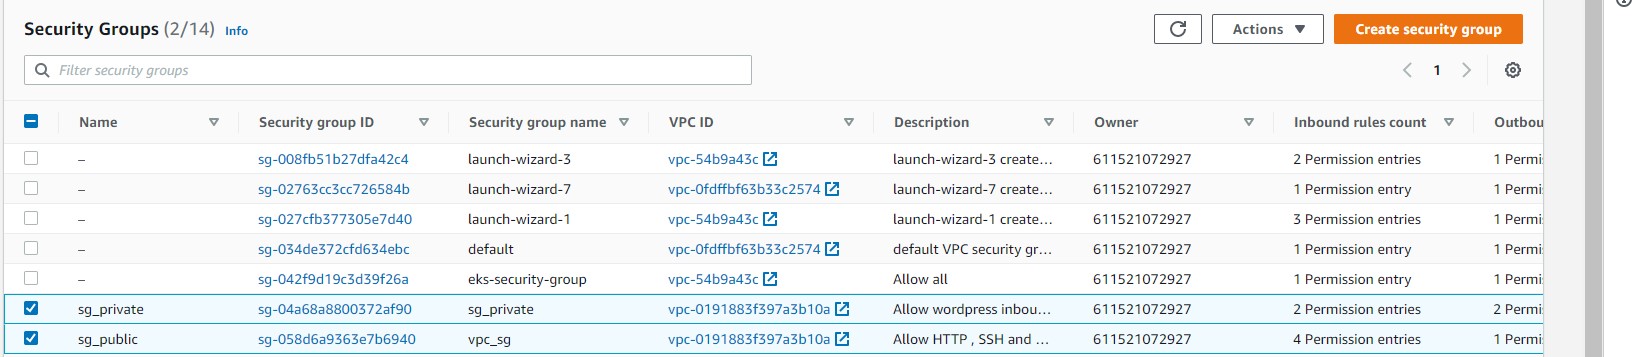 Security Groups (2/14) Info
Actions
Create security group
Filter security groups
1
Name Security group ID Security group name VPC ID Description Owner Inbound rules count Outbou
– sg-008fb51b27dfa42c4 launch-wizard-3 vpc-54b9a43c launch-wizard-3 create... 611521072927 2 Permission entries 1 Permi
– sg-02763cc3cc726584b launch-wizard-7 vpc-0fdffbf63b33c2574 launch-wizard-7 create... 611521072927 1 Permission entry 1 Permi
– sg-027cfb377305e7d40 launch-wizard-1 vpc-54b9a43c launch-wizard-1 create... 611521072927 3 Permission entries 1 Permi
– sg-034de372cfd634ebc default vpc-0fdffbf63b33c2574 default VPC security gr... 611521072927 1 Permission entry 1 Permi
– sg-042f9d19c3d39f26a eks-security-group vpc-54b9a43c Allow all 611521072927 1 Permission entry 1 Permi
sg_private sg-04a68a8800372af90 sg_private vpc-0191883f397a3b10a Allow wordpress inbou... 611521072927 2 Permission entries 2 Permi
sg_public sg-058d6a9363e7b6940 vpc_sg vpc-0191883f397a3b10a Allow HTTP , SSH and ... 611521072927 4 Permission entries 1 Permi